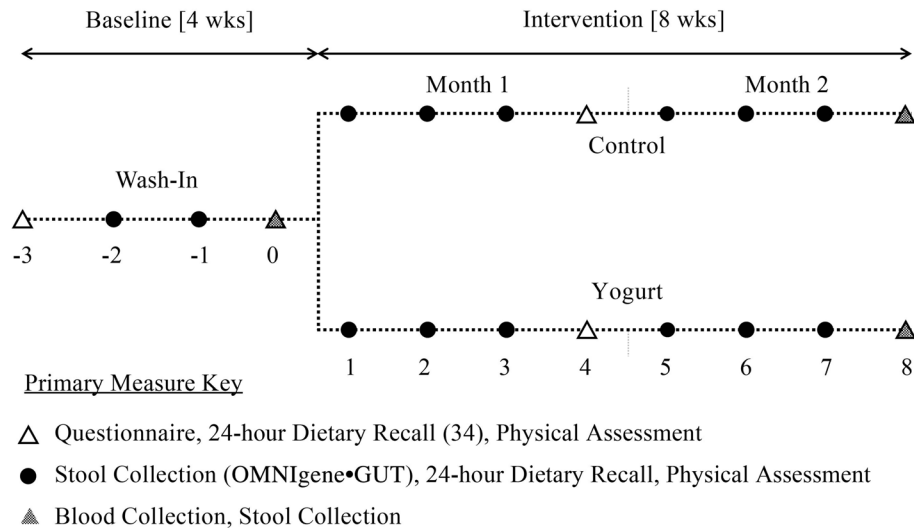 Baseline [4 wks] Intervention [8 wks]
Month 1 Month 2
Control
Wash-In
-3 -2 -1 0
Yogurt
1 2 3 4 5 6 7 8
Primary Measure Key
Questionnaire, 24-hour Dietary Recall (34), Physical Assessment
Stool Collection (OMNIgene•GUT), 24-hour Dietary Recall, Physical Assessment
Blood Collection, Stool Collection